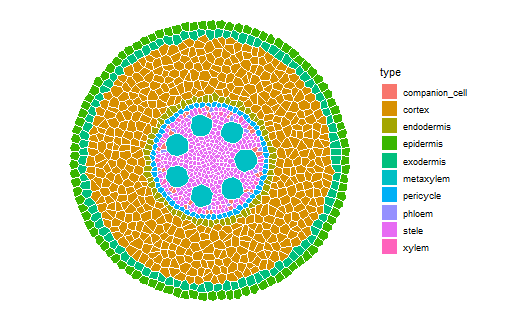 type
companion_cell
cortex
endodermis
epidermis
exodermis
metaxylem
pericycle
phloem
stele
xylem